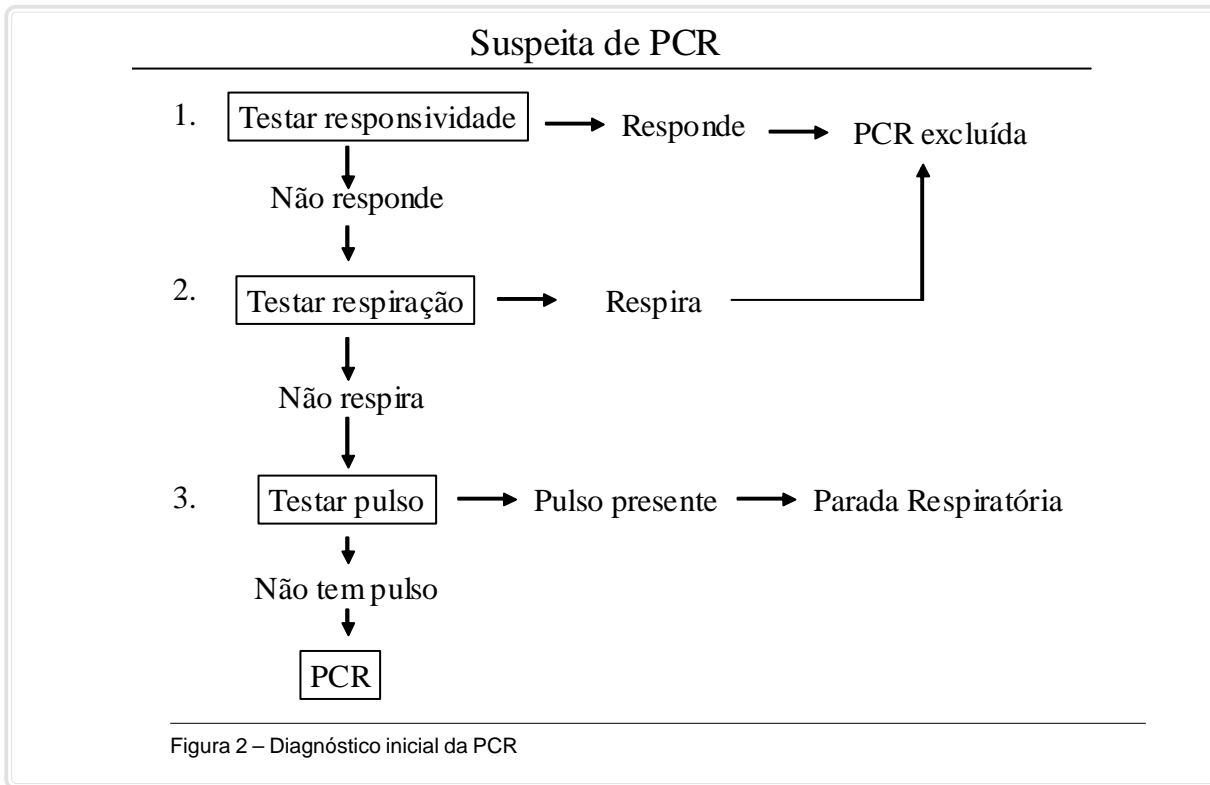 Suspeita de PCR
1. Testar responsividade Responde PCR excluída
Não responde
2. Testar respiração Respira
Não respira
3. Testar pulso Pulso presente Parada Respiratória
Não tem pulso
PCR
Figura 2 – Diagnóstico inicial da PCR